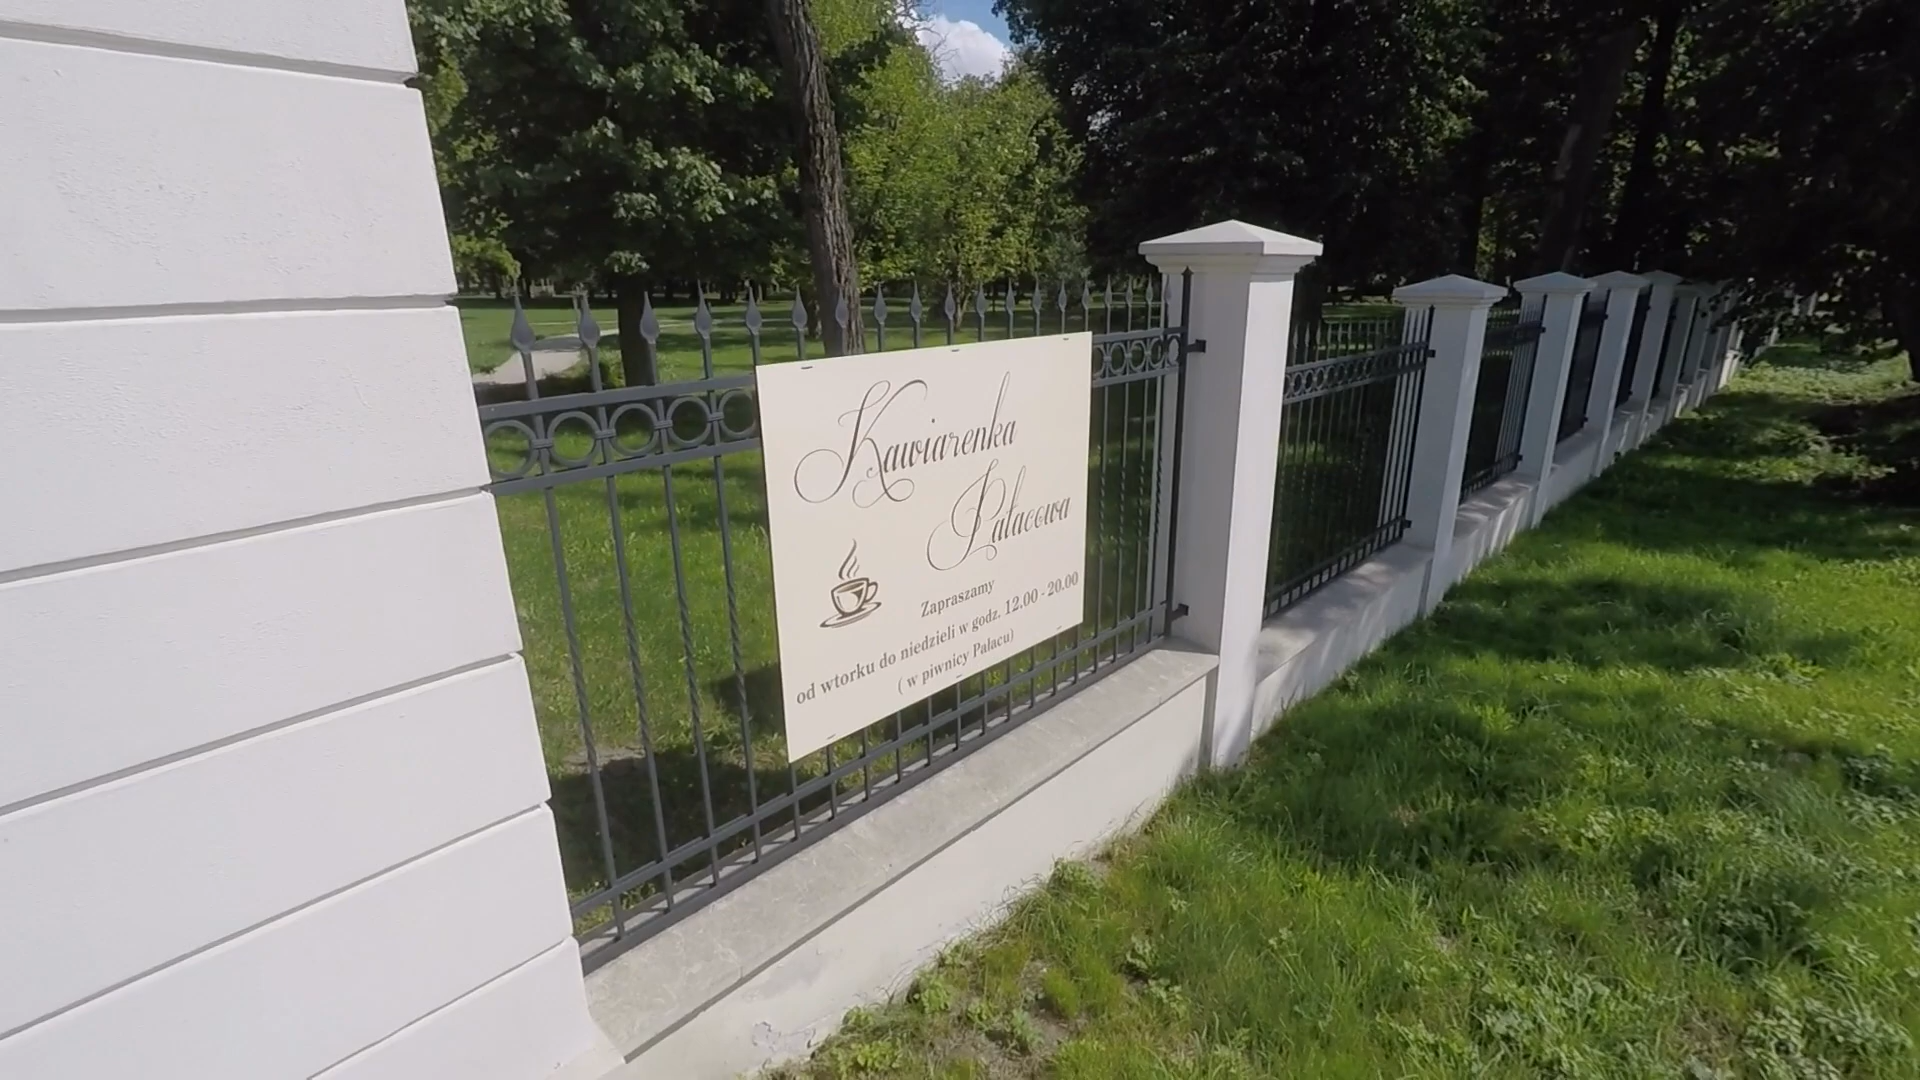 Kawiarenka
Pałacowa
Zapraszamy
od wtorku do niedzieli w godz. 12.00 - 20.00
( w piwnicy Pałacu)